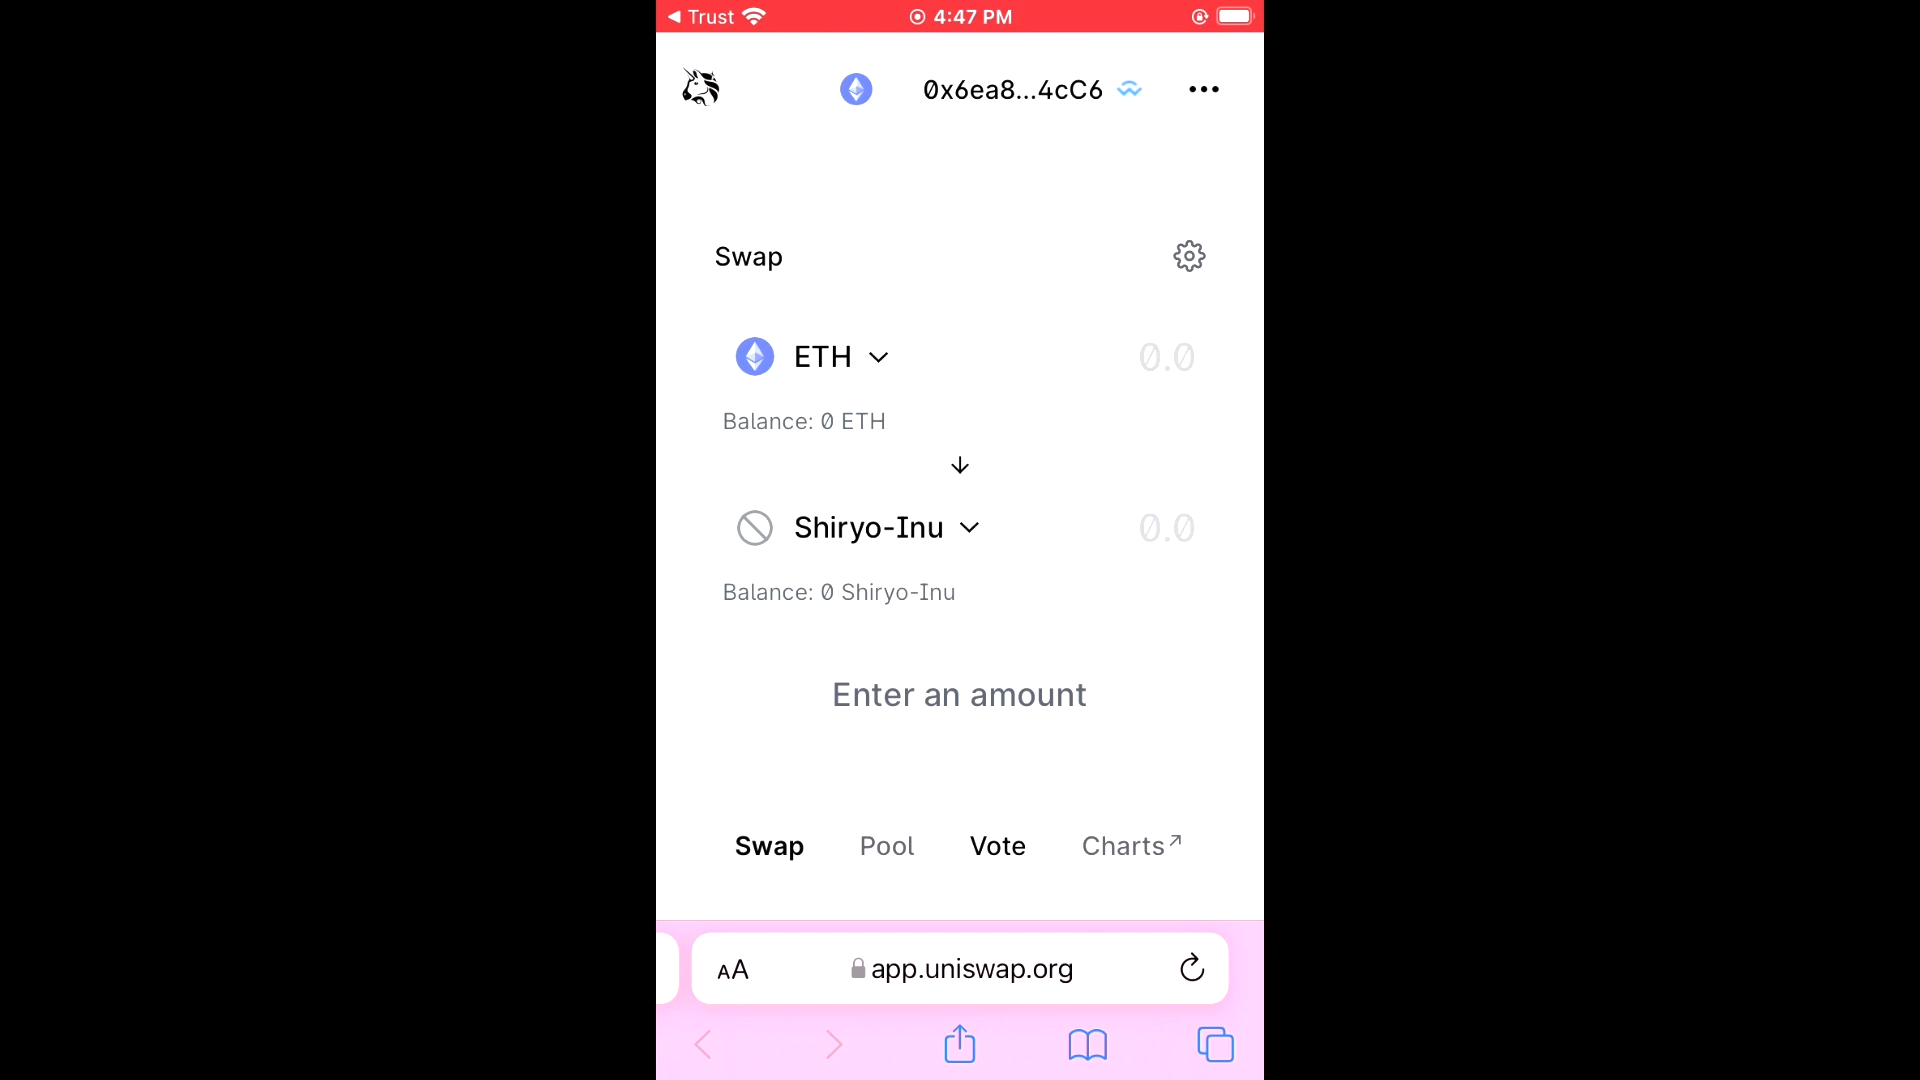 Trust 4:47 PM
0x6ea8...4cC6
Swap
ETH 0.0
Balance: 0 ETH
Shiryo-Inu 0.0
Balance: 0 Shiryo-Inu
Enter an amount
Swap Pool Vote Charts↗
AA app.uniswap.org